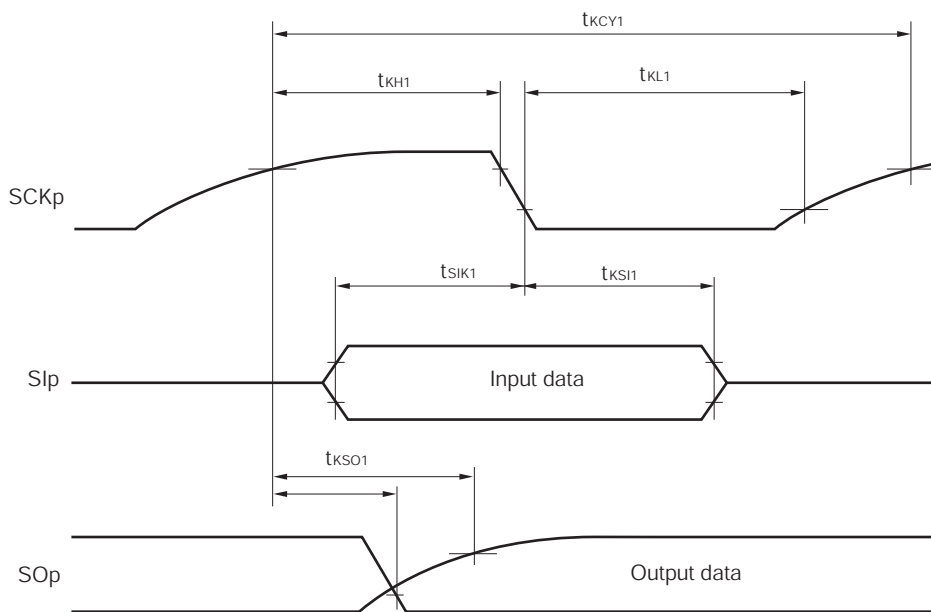 tKCY1
tKH1
tKL1
SCKp
tSIK1
tKSI1
SIp
Input data
tKSO1
SOp
Output data